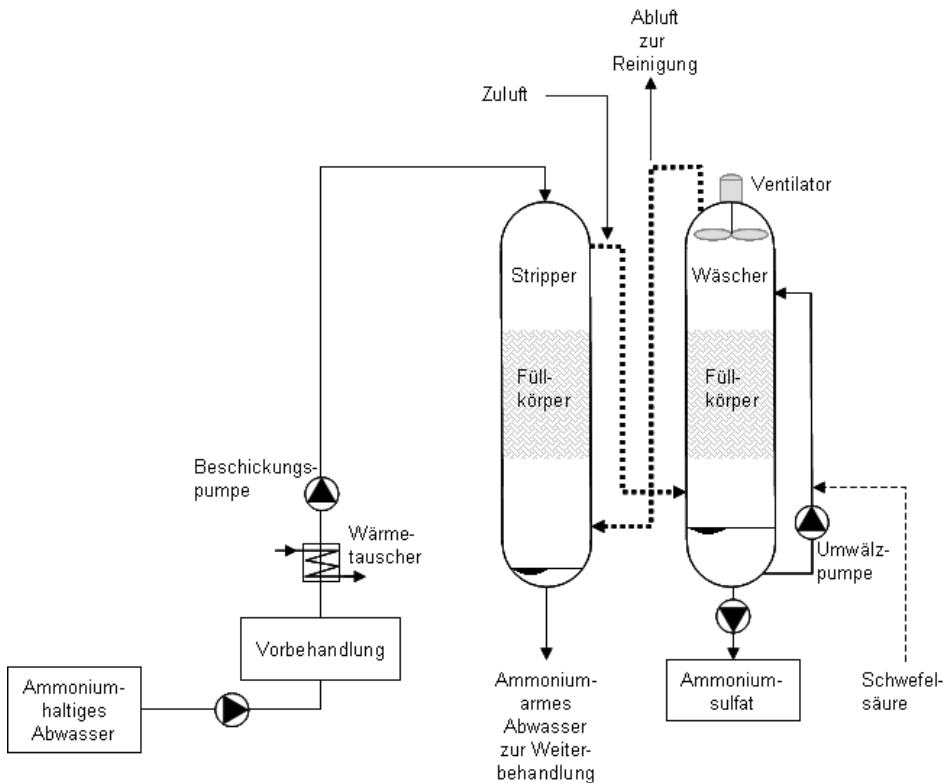 Abluft
zur
Reinigung
Zuluft
Ventilator
Stripper
Wäscher
Füll-
körper
Füll-
körper
Beschickungs-
pumpe
Wärme-
tauscher
Umwälz-
pumpe
Vorbehandlung
Ammonium-
haltiges
Abwasser
Ammonium-
armes
Abwasser
zur Weiter-
behandlung
Ammonium-
sulfat
Schwefel-
säure